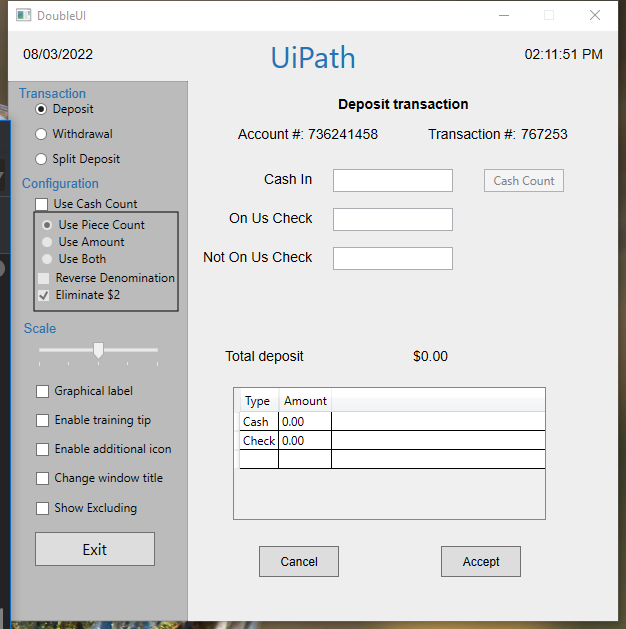 DoubleUI
08/03/2022
UiPath
02:11:51 PM
Transaction
Deposit
Withdrawal
Split Deposit
Configuration
Use Cash Count
Use Piece Count
Use Amount
Use Both
Reverse Denomination
Eliminate $2
Scale
Graphical label
Enable training tip
Enable additional icon
Change window title
Show Excluding
Exit
Deposit transaction
Account #: 736241458 Transaction #: 767253
Cash In Cash Count
On Us Check
Not On Us Check
Total deposit $0.00
Type Amount
Cash 0.00
Check 0.00
Cancel Accept